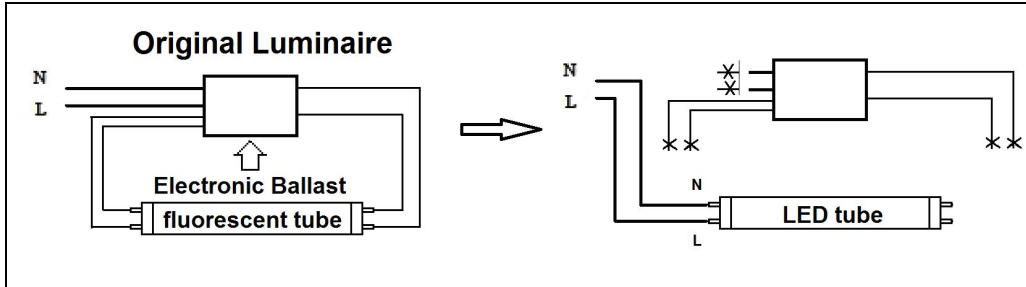 Original Luminaire
N
L
Electronic Ballast
fluorescent tube
N
L
N
LED tube
L